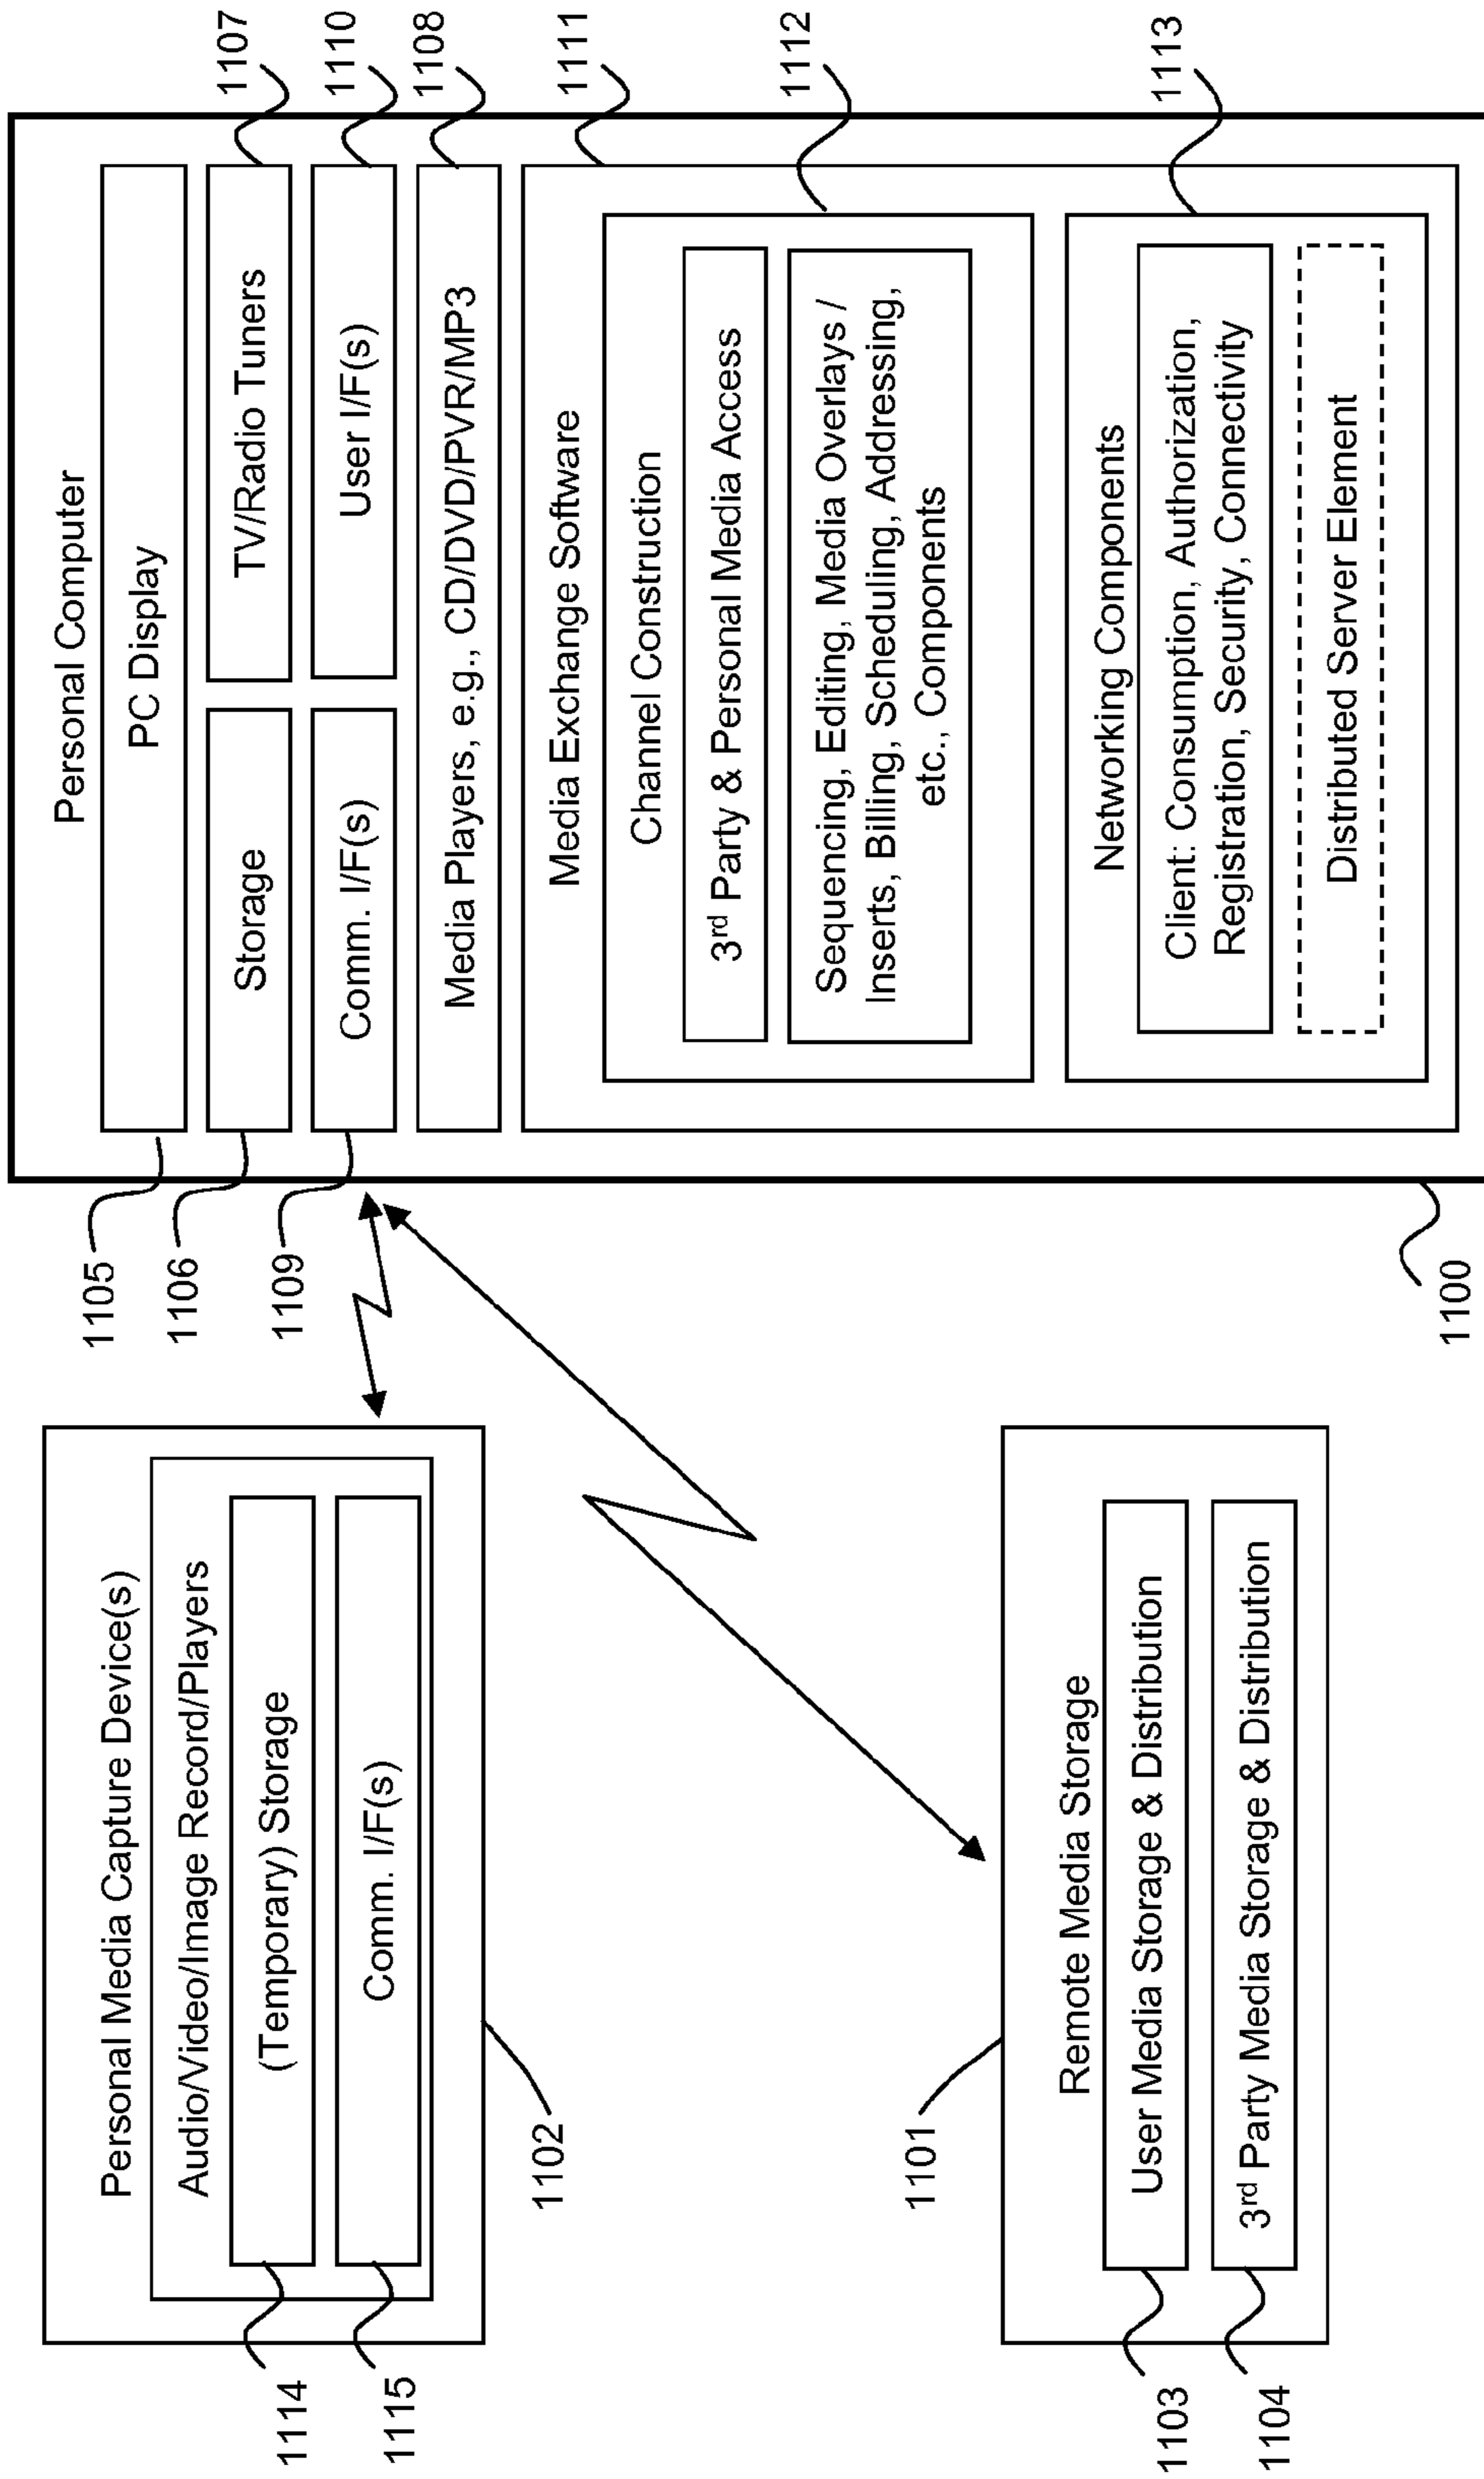 Personal Media Capture Device(s)
Audio/Video/Image Record/Players
(Temporary) Storage
Comm. I/F(s)
1114
1115
1102
1101
Remote Media Storage
User Media Storage & Distribution
3rd Party Media Storage & Distribution
1103
1104
1105
1106
1109
1100
Personal Computer
PC Display
Storage
TV/Radio Tuners
Comm. I/F(s)
User I/F(s)
Media Players, e.g., CD/DVD/PVR/MP3
Media Exchange Software
Channel Construction
3rd Party & Personal Media Access
Sequencing, Editing, Media Overlays /
Inserts, Billing, Scheduling, Addressing,
etc., Components
Networking Components
Client: Consumption, Authorization,
Registration, Security, Connectivity
Distributed Server Element
1107
1110
1108
1111
1112
1113